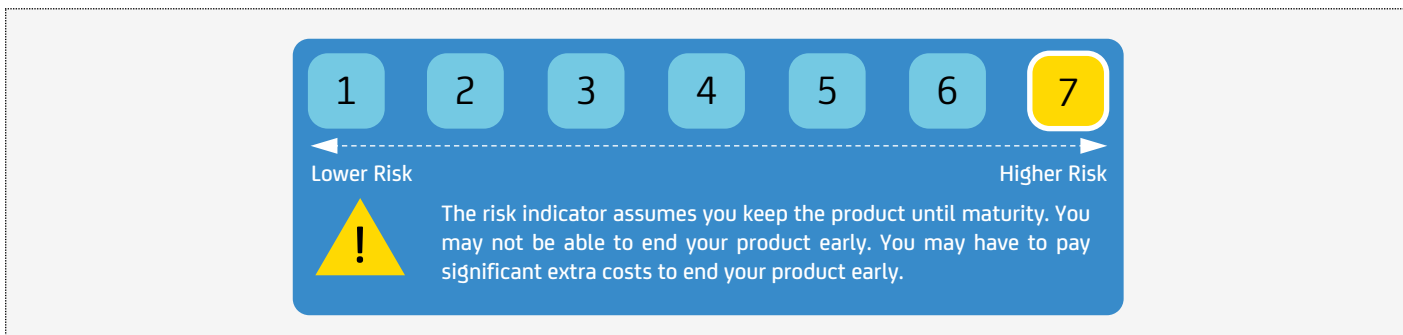 1 2 3 4 5 6 7
Lower Risk Higher Risk
!
The risk indicator assumes you keep the product until maturity. You
may not be able to end your product early. You may have to pay
significant extra costs to end your product early.